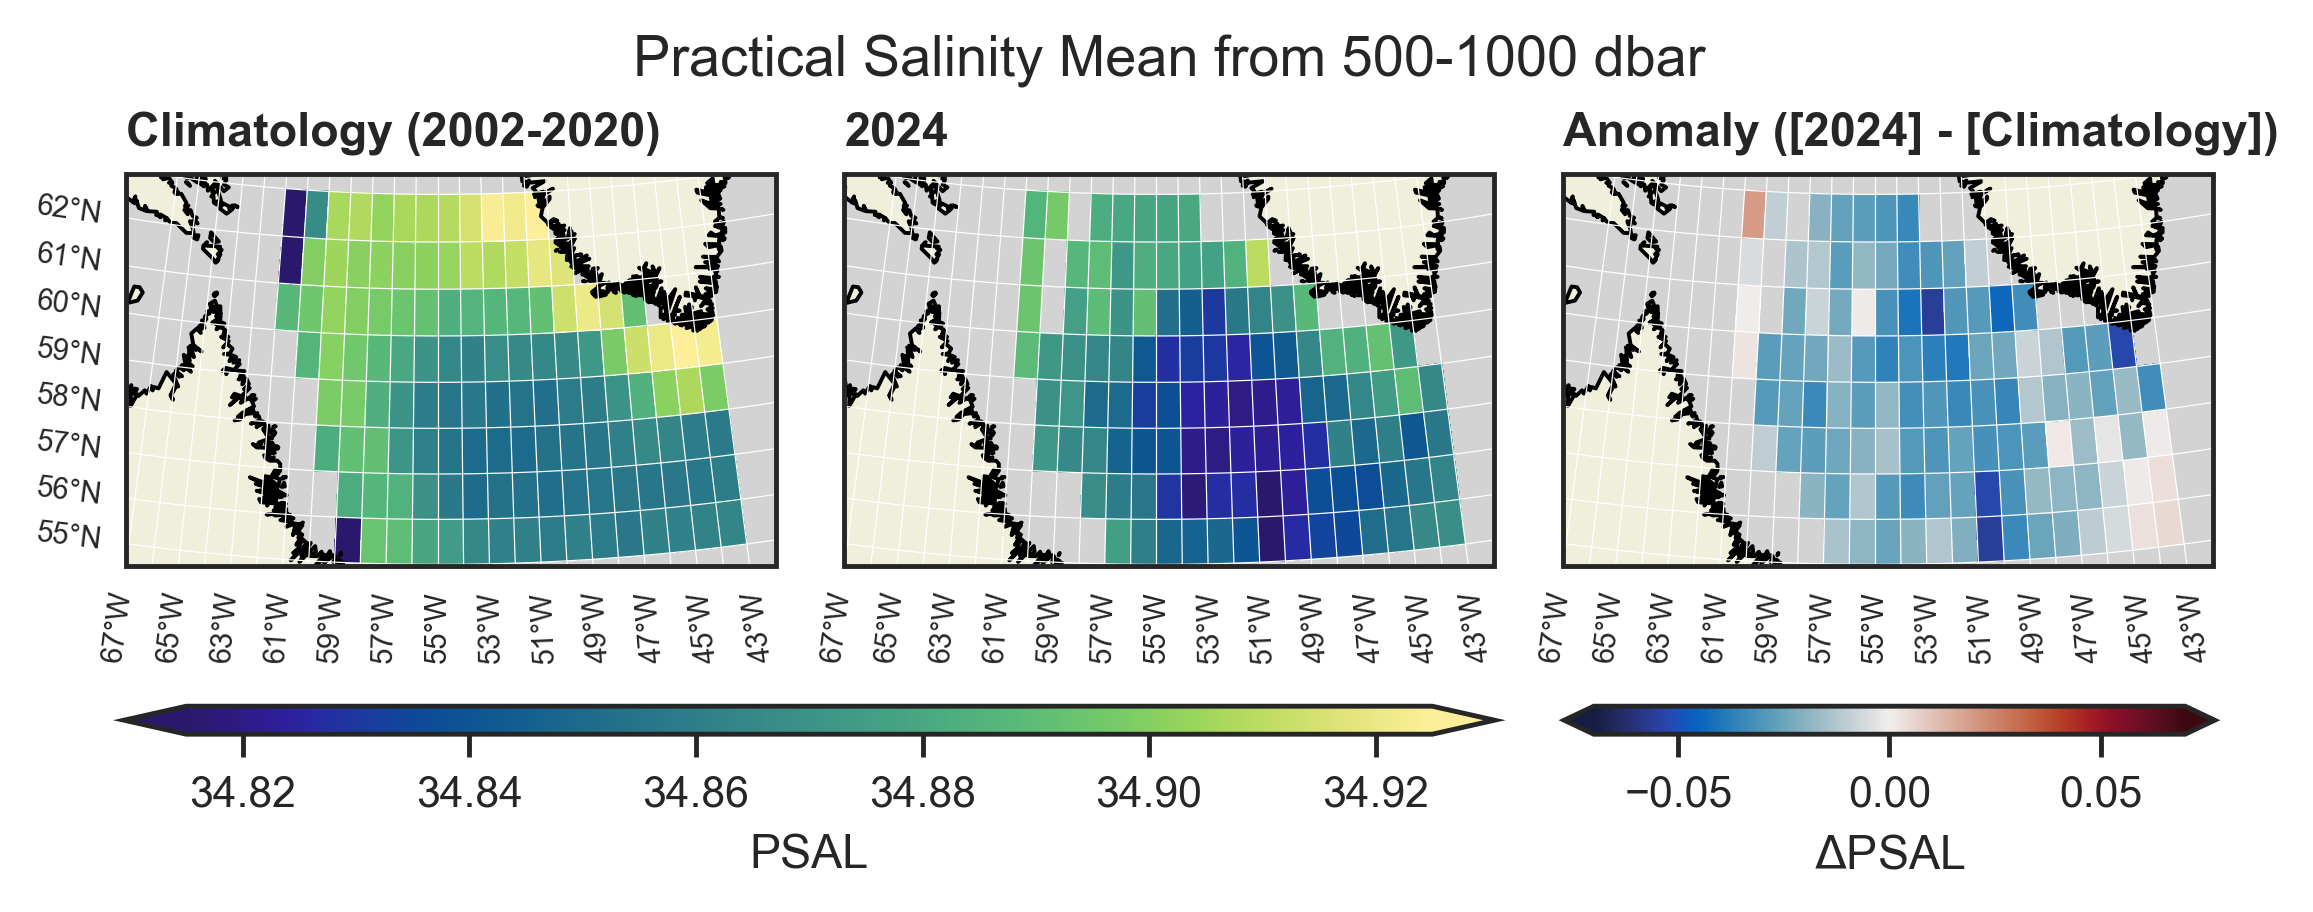 Practical Salinity Mean from 500-1000 dbar
Climatology (2002-2020)
2024
Anomaly ([2024] - [Climatology])
62°N
61°N
60°N
59°N
58°N
57°N
56°N
55°N
67°W 65°W 63°W 61°W 59°W 57°W 55°W 53°W 51°W 49°W 47°W 45°W 43°W
67°W 65°W 63°W 61°W 59°W 57°W 55°W 53°W 51°W 49°W 47°W 45°W 43°W
67°W 65°W 63°W 61°W 59°W 57°W 55°W 53°W 51°W 49°W 47°W 45°W 43°W
34.82 34.84 34.86 34.88 34.90 34.92
PSAL
−0.05 0.00 0.05
ΔPSAL